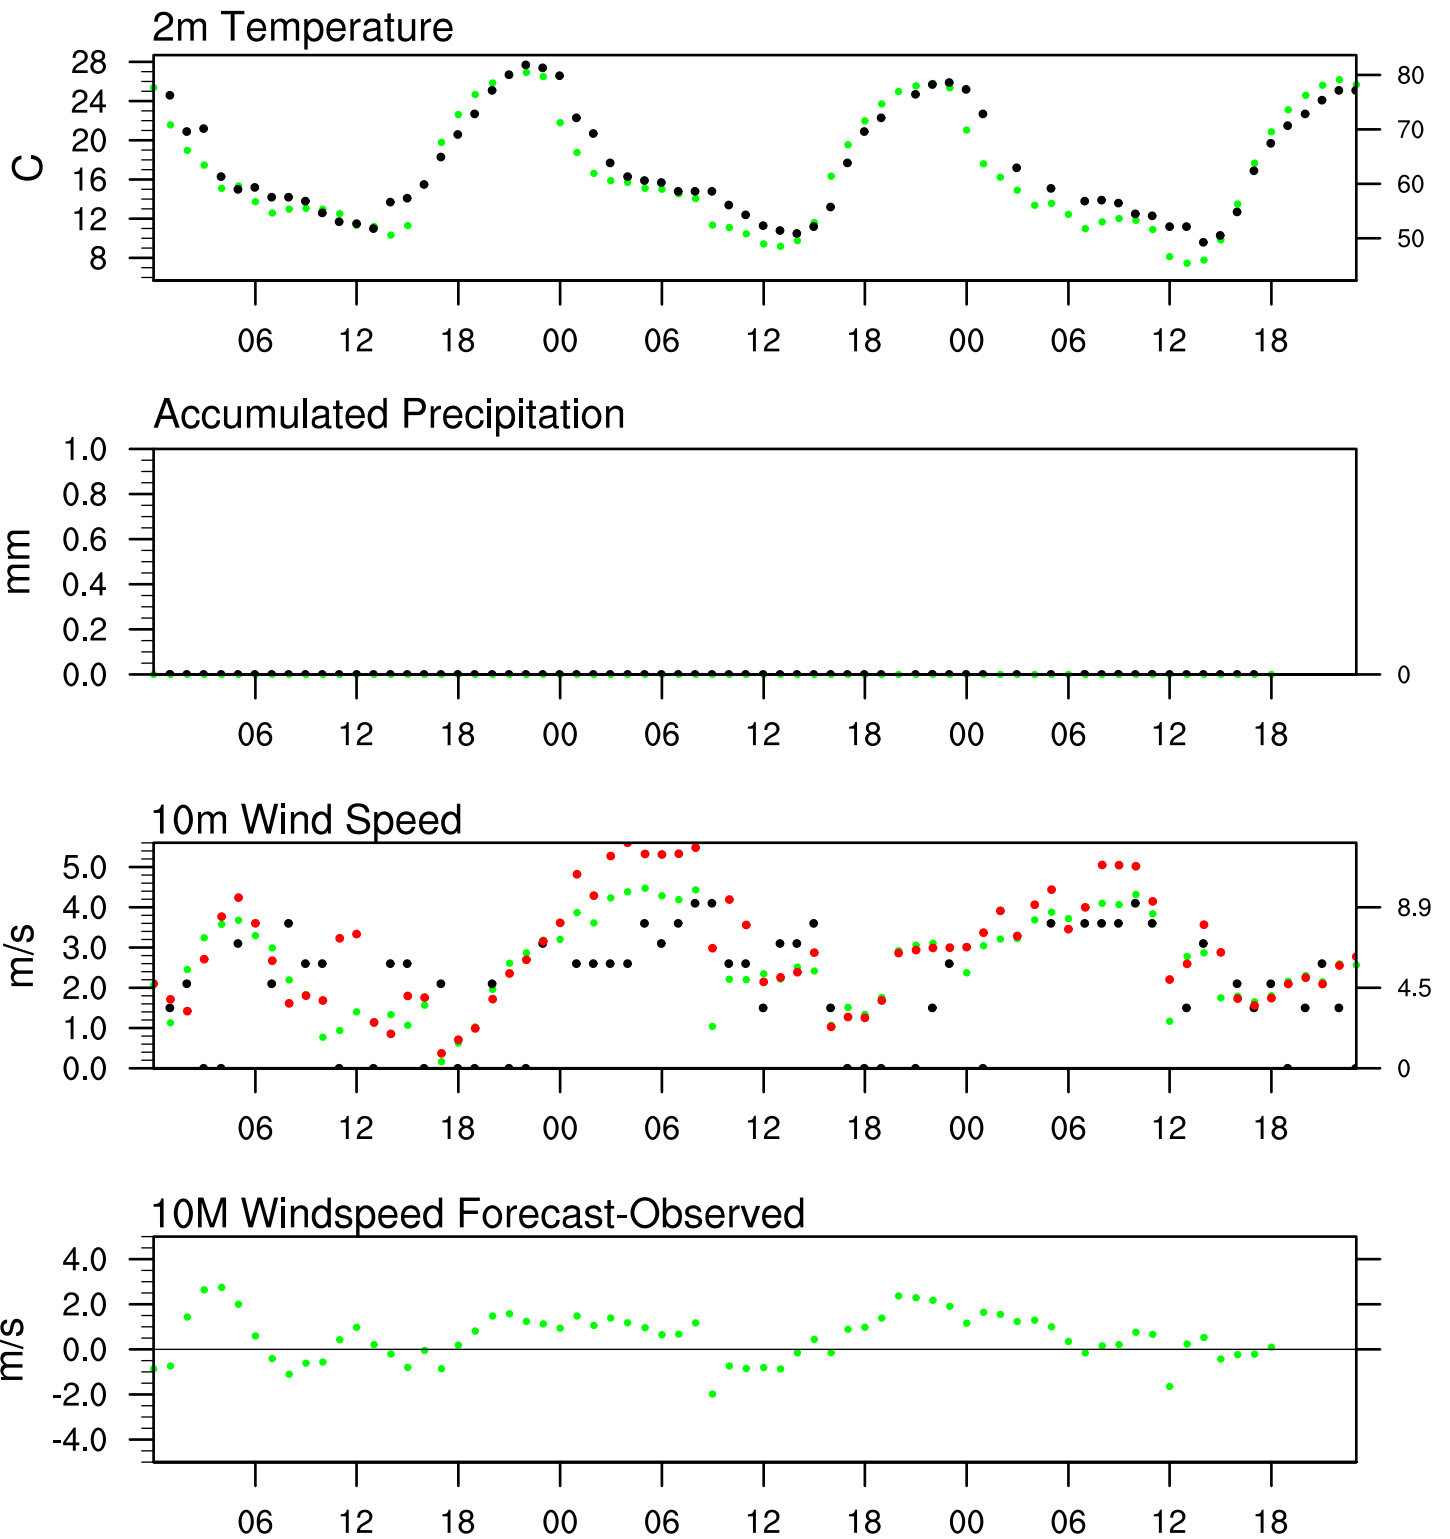 2m Temperature
28
24
20
16
12
8
C
80
70
60
50
06 12 18 00 06 12 18 00 06 12 18
Accumulated Precipitation
1.0
0.8
0.6
0.4
0.2
0.0
mm
0
06 12 18 00 06 12 18 00 06 12 18
10m Wind Speed
5.0
4.0
3.0
2.0
1.0
0.0
m/s
8.9
4.5
0
06 12 18 00 06 12 18 00 06 12 18
10M Windspeed Forecast-Observed
4.0
2.0
0.0
-2.0
-4.0
m/s
06 12 18 00 06 12 18 00 06 12 18